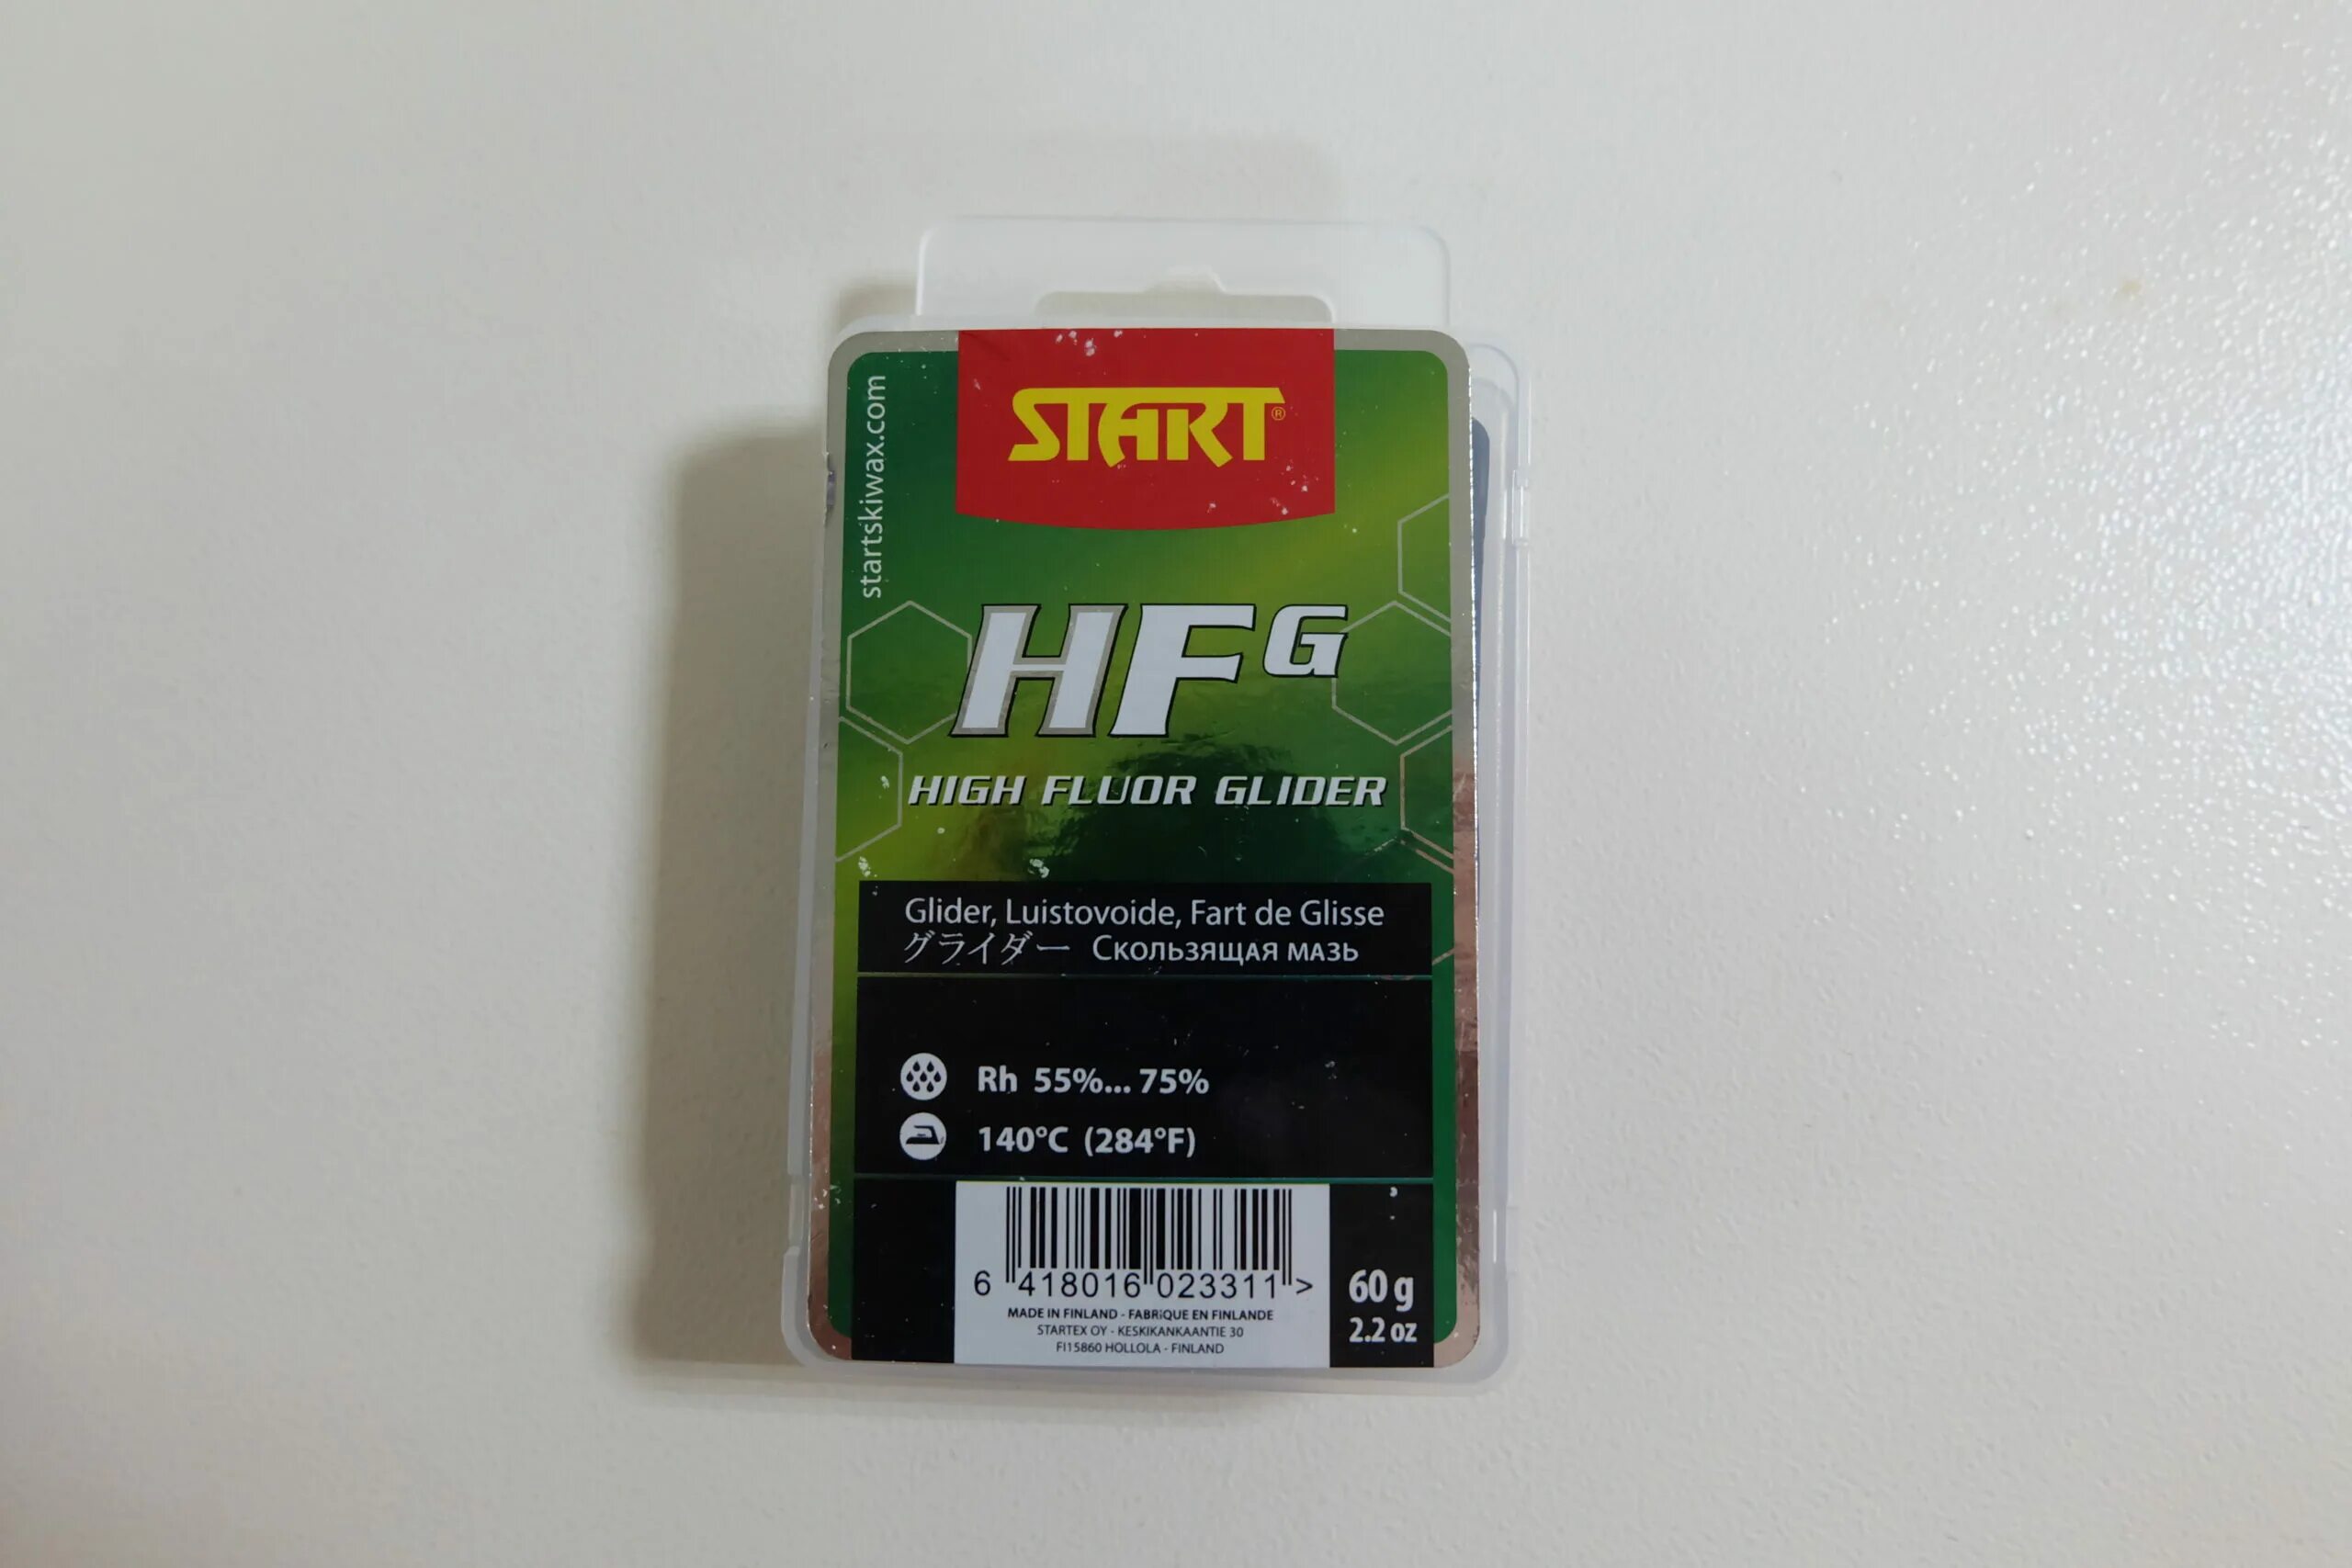 START®
startskiwax.com
HFG
HIGH FLUOR GLIDER
Glider, Luistovoide, Fart de Glisse
グライダー Скользящая мазь
Rh 55%... 75%
140°C (284°F)
6 418016 023311 >
MADE IN FINLAND - FABRIQUE EN FINLANDE
STARTEX OY - KESKIKANKAANTIE 30
FI15860 HOLLOLA - FINLAND
60 g
2.2 oz